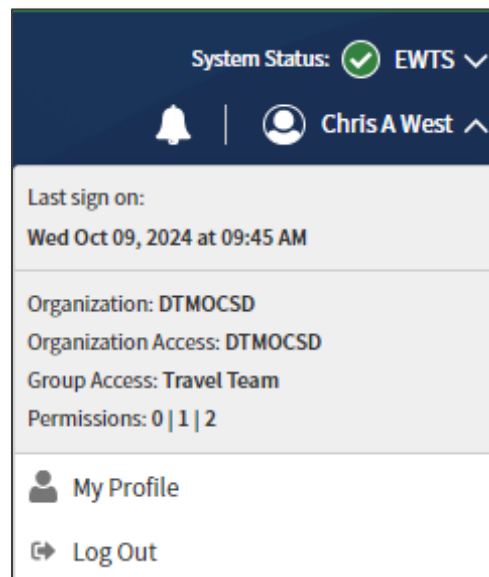 System Status: EWTS
Chris A West
Last sign on:
Wed Oct 09, 2024 at 09:45 AM
Organization: DTMOCSD
Organization Access: DTMOCSD
Group Access: Travel Team
Permissions: 0 | 1 | 2
My Profile
Log Out